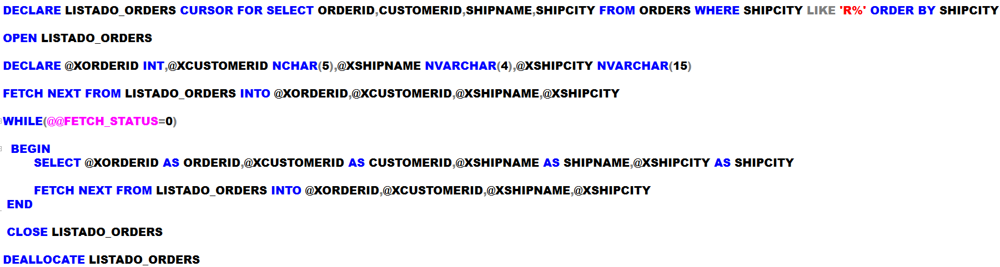 DECLARE LISTADO_ORDERS CURSOR FOR SELECT ORDERID,CUSTOMERID,SHIPNAME,SHIPCITY FROM ORDERS WHERE SHIPCITY LIKE 'R%' ORDER BY SHIPCITY
OPEN LISTADO_ORDERS
DECLARE @XORDERID INT,@XCUSTOMERID NCHAR(5),@XSHIPNAME NVARCHAR(4),@XSHIPCITY NVARCHAR(15)
FETCH NEXT FROM LISTADO_ORDERS INTO @XORDERID,@XCUSTOMERID,@XSHIPNAME,@XSHIPCITY
WHILE(@@FETCH_STATUS=0)
BEGIN
SELECT @XORDERID AS ORDERID,@XCUSTOMERID AS CUSTOMERID,@XSHIPNAME AS SHIPNAME,@XSHIPCITY AS SHIPCITY
FETCH NEXT FROM LISTADO_ORDERS INTO @XORDERID,@XCUSTOMERID,@XSHIPNAME,@XSHIPCITY
END
CLOSE LISTADO_ORDERS
DEALLOCATE LISTADO_ORDERS